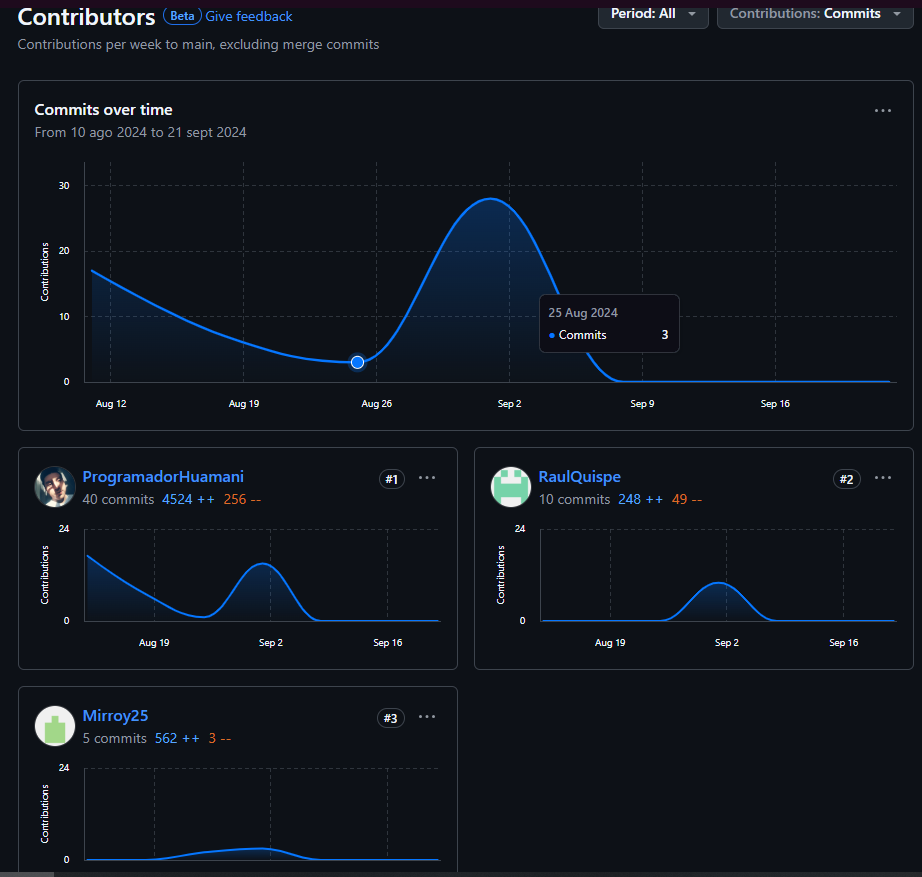 Contributors Beta Give feedback
Period: All
Contributions: Commits
Contributions per week to main, excluding merge commits
Commits over time
From 10 ago 2024 to 21 sept 2024
30
20
10
0
Contributions
25 Aug 2024
Commits 3
Aug 12 Aug 19 Aug 26 Sep 2 Sep 9 Sep 16
ProgramadorHuamani #1
40 commits 4524 ++ 256 --
24
Contributions
0
Aug 19 Sep 2 Sep 16
RaulQuispe #2
10 commits 248 ++ 49 --
24
Contributions
0
Aug 19 Sep 2 Sep 16
Mirroy25 #3
5 commits 562 ++ 3 --
24
Contributions
0